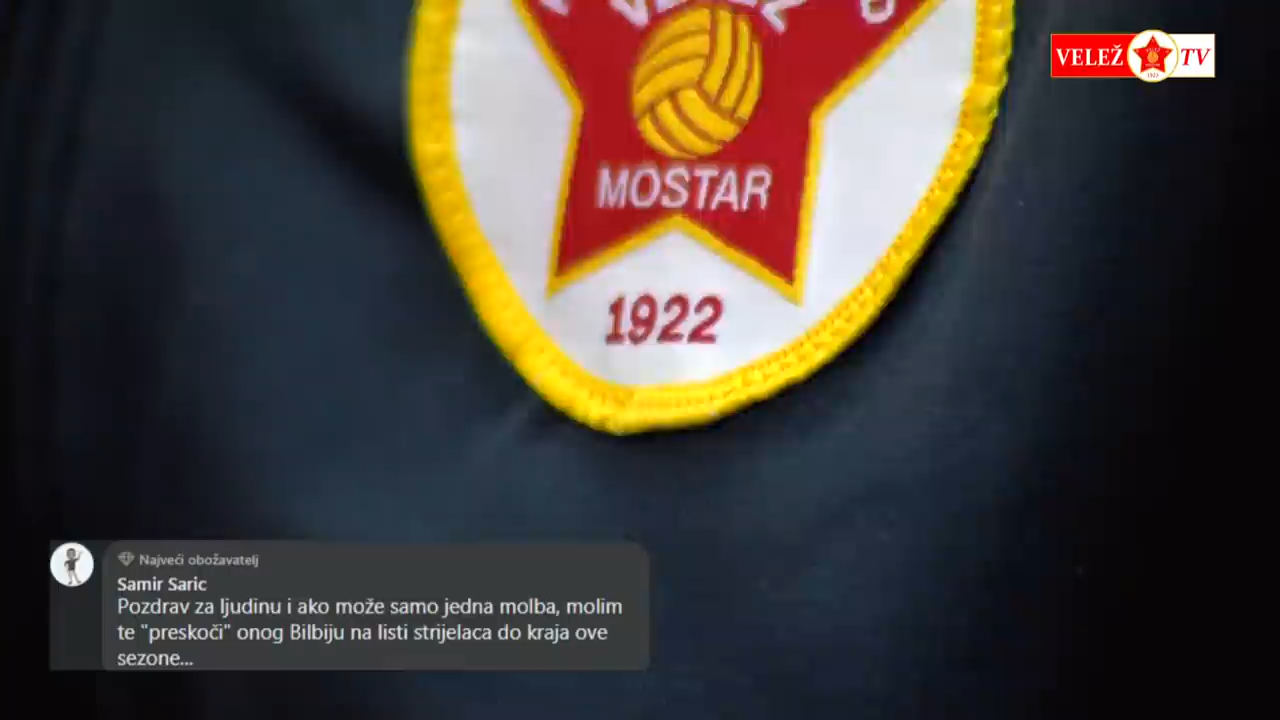 VELEŽ TV
MOSTAR
1922
Najveći obožavatelj
Samir Saric
Pozdrav za ljudinu i ako može samo jedna molba, molim
te "preskoči" onog Bilbiju na listi strijelaca do kraja ove
sezone...